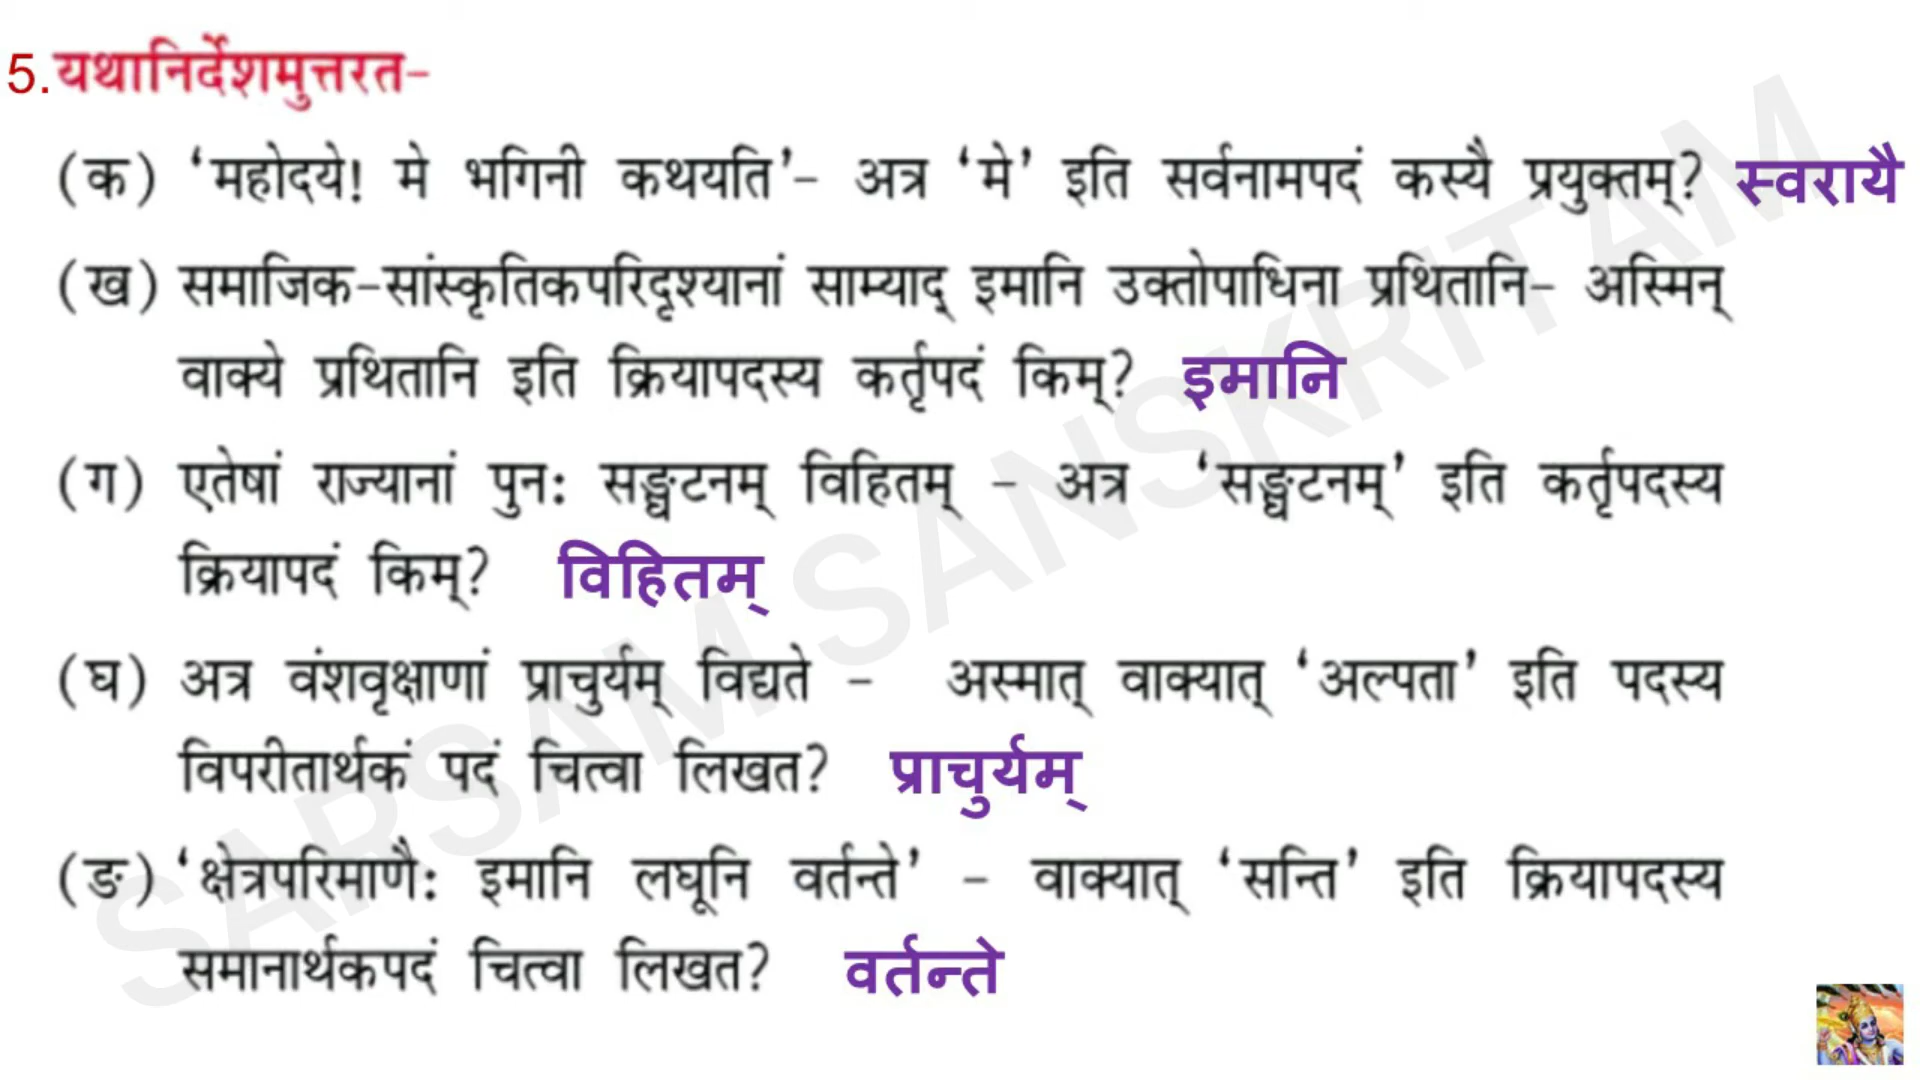 5. यथानिर्देशमुत्तरत–
(क) ‘महोदये! मे भगिनी कथयति’– अत्र ‘मे’ इति सर्वनामपदं कस्यै प्रयुक्तम्? स्वरायै
(ख) समाजिक–सांस्कृतिकपरिदृश्यानां साम्याद् इमानि उक्तोपाधिना प्रथितानि– अस्मिन्
वाक्ये प्रथितानि इति क्रियापदस्य कर्तृपदं किम्? इमानि
(ग) एतेषां राज्यानां पुनः सङ्घटनम् विहितम् – अत्र ‘सङ्घटनम्’ इति कर्तृपदस्य
क्रियापदं किम्? विहितम्
(घ) अत्र वंशवृक्षाणां प्राचुर्यम् विद्यते – अस्मात् वाक्यात् ‘अल्पता’ इति पदस्य
विपरीतार्थकं पदं चित्वा लिखत? प्राचुर्यम्
(ङ) ‘क्षेत्रपरिमाणैः इमानि लघूनि वर्तन्ते’ – वाक्यात् ‘सन्ति’ इति क्रियापदस्य
समानार्थकपदं चित्वा लिखत? वर्तन्ते
SARSAM SANSKRITAM